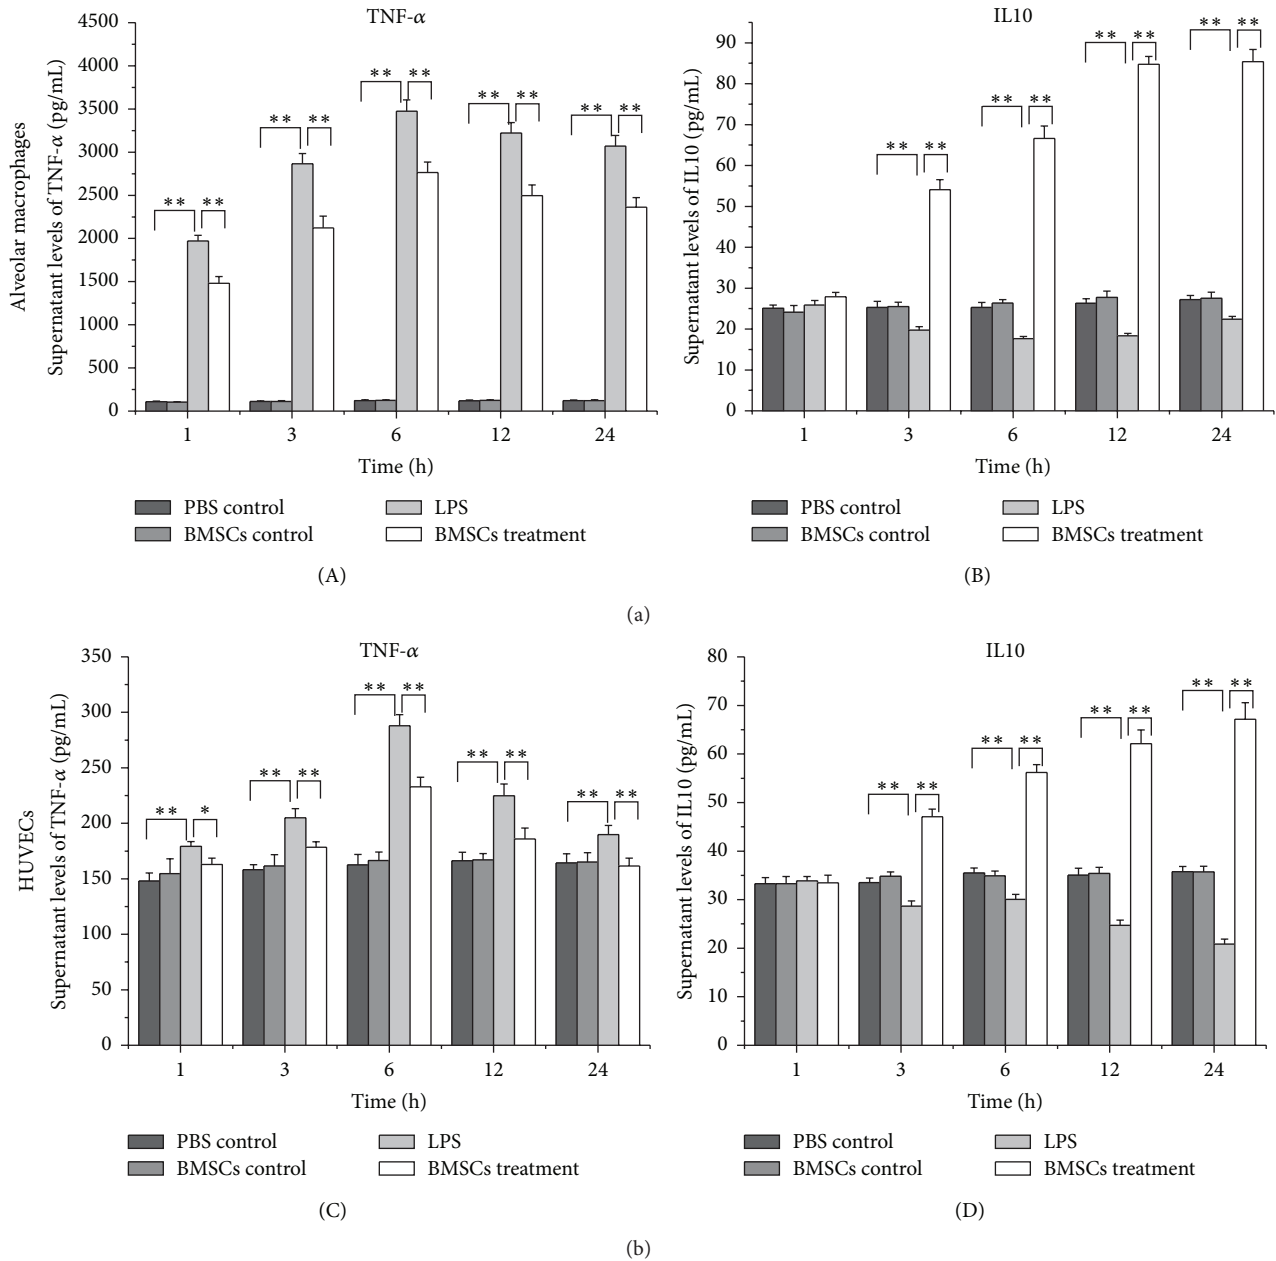 TNF-α
Alveolar macrophages
Supernatant levels of TNF-α (pg/mL)
4500
4000
3500
3000
2500
2000
1500
1000
500
0
** ** ** ** ** ** ** ** ** **
1 3 6 12 24
Time (h)
PBS control LPS
BMSCs control BMSCs treatment
(A)
IL10
Supernatant levels of IL10 (pg/mL)
90
80
70
60
50
40
30
20
10
0
** ** ** ** ** ** ** **
1 3 6 12 24
Time (h)
PBS control LPS
BMSCs control BMSCs treatment
(B)
(a)
TNF-α
HUVECs
Supernatant levels of TNF-α (pg/mL)
350
300
250
200
150
100
50
0
** * ** ** ** ** ** ** ** **
1 3 6 12 24
Time (h)
PBS control LPS
BMSCs control BMSCs treatment
(C)
IL10
Supernatant levels of IL10 (pg/mL)
80
70
60
50
40
30
20
10
0
** ** ** ** ** ** ** **
1 3 6 12 24
Time (h)
PBS control LPS
BMSCs control BMSCs treatment
(D)
(b)